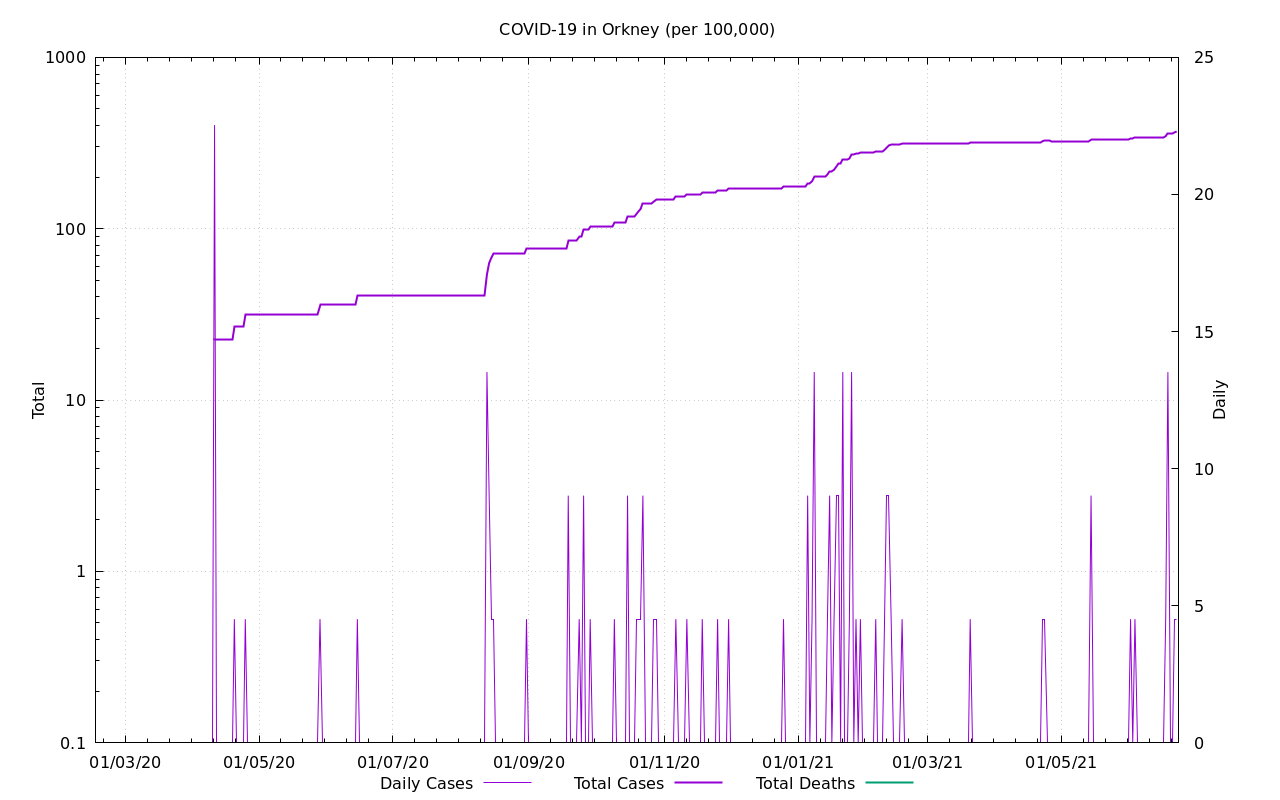 COVID-19 in Orkney (per 100,000)
1000
100
10
1
0.1
Total
25
20
15
10
5
0
Daily
01/03/20 01/05/20 01/07/20 01/09/20 01/11/20 01/01/21 01/03/21 01/05/21
Daily Cases Total Cases Total Deaths